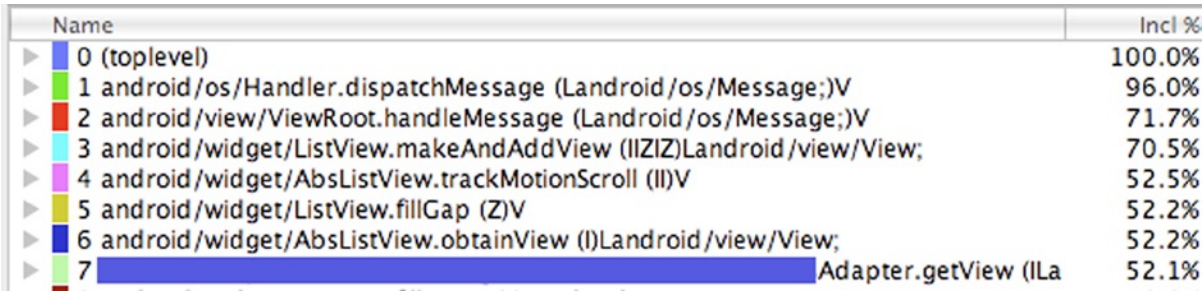 Name Incl %
0 (toplevel) 100.0%
1 android/os/Handler.dispatchMessage (Landroid/os/Message;)V 96.0%
2 android/view/ViewRoot.handleMessage (Landroid/os/Message;)V 71.7%
3 android/widget/ListView.makeAndAddView (IIZIZ)Landroid/view/View; 70.5%
4 android/widget/AbsListView.trackMotionScroll (II)V 52.5%
5 android/widget/ListView.fillGap (Z)V 52.2%
6 android/widget/AbsListView.obtainView (I)Landroid/view/View; 52.2%
7 Adapter.getView (ILa 52.1%